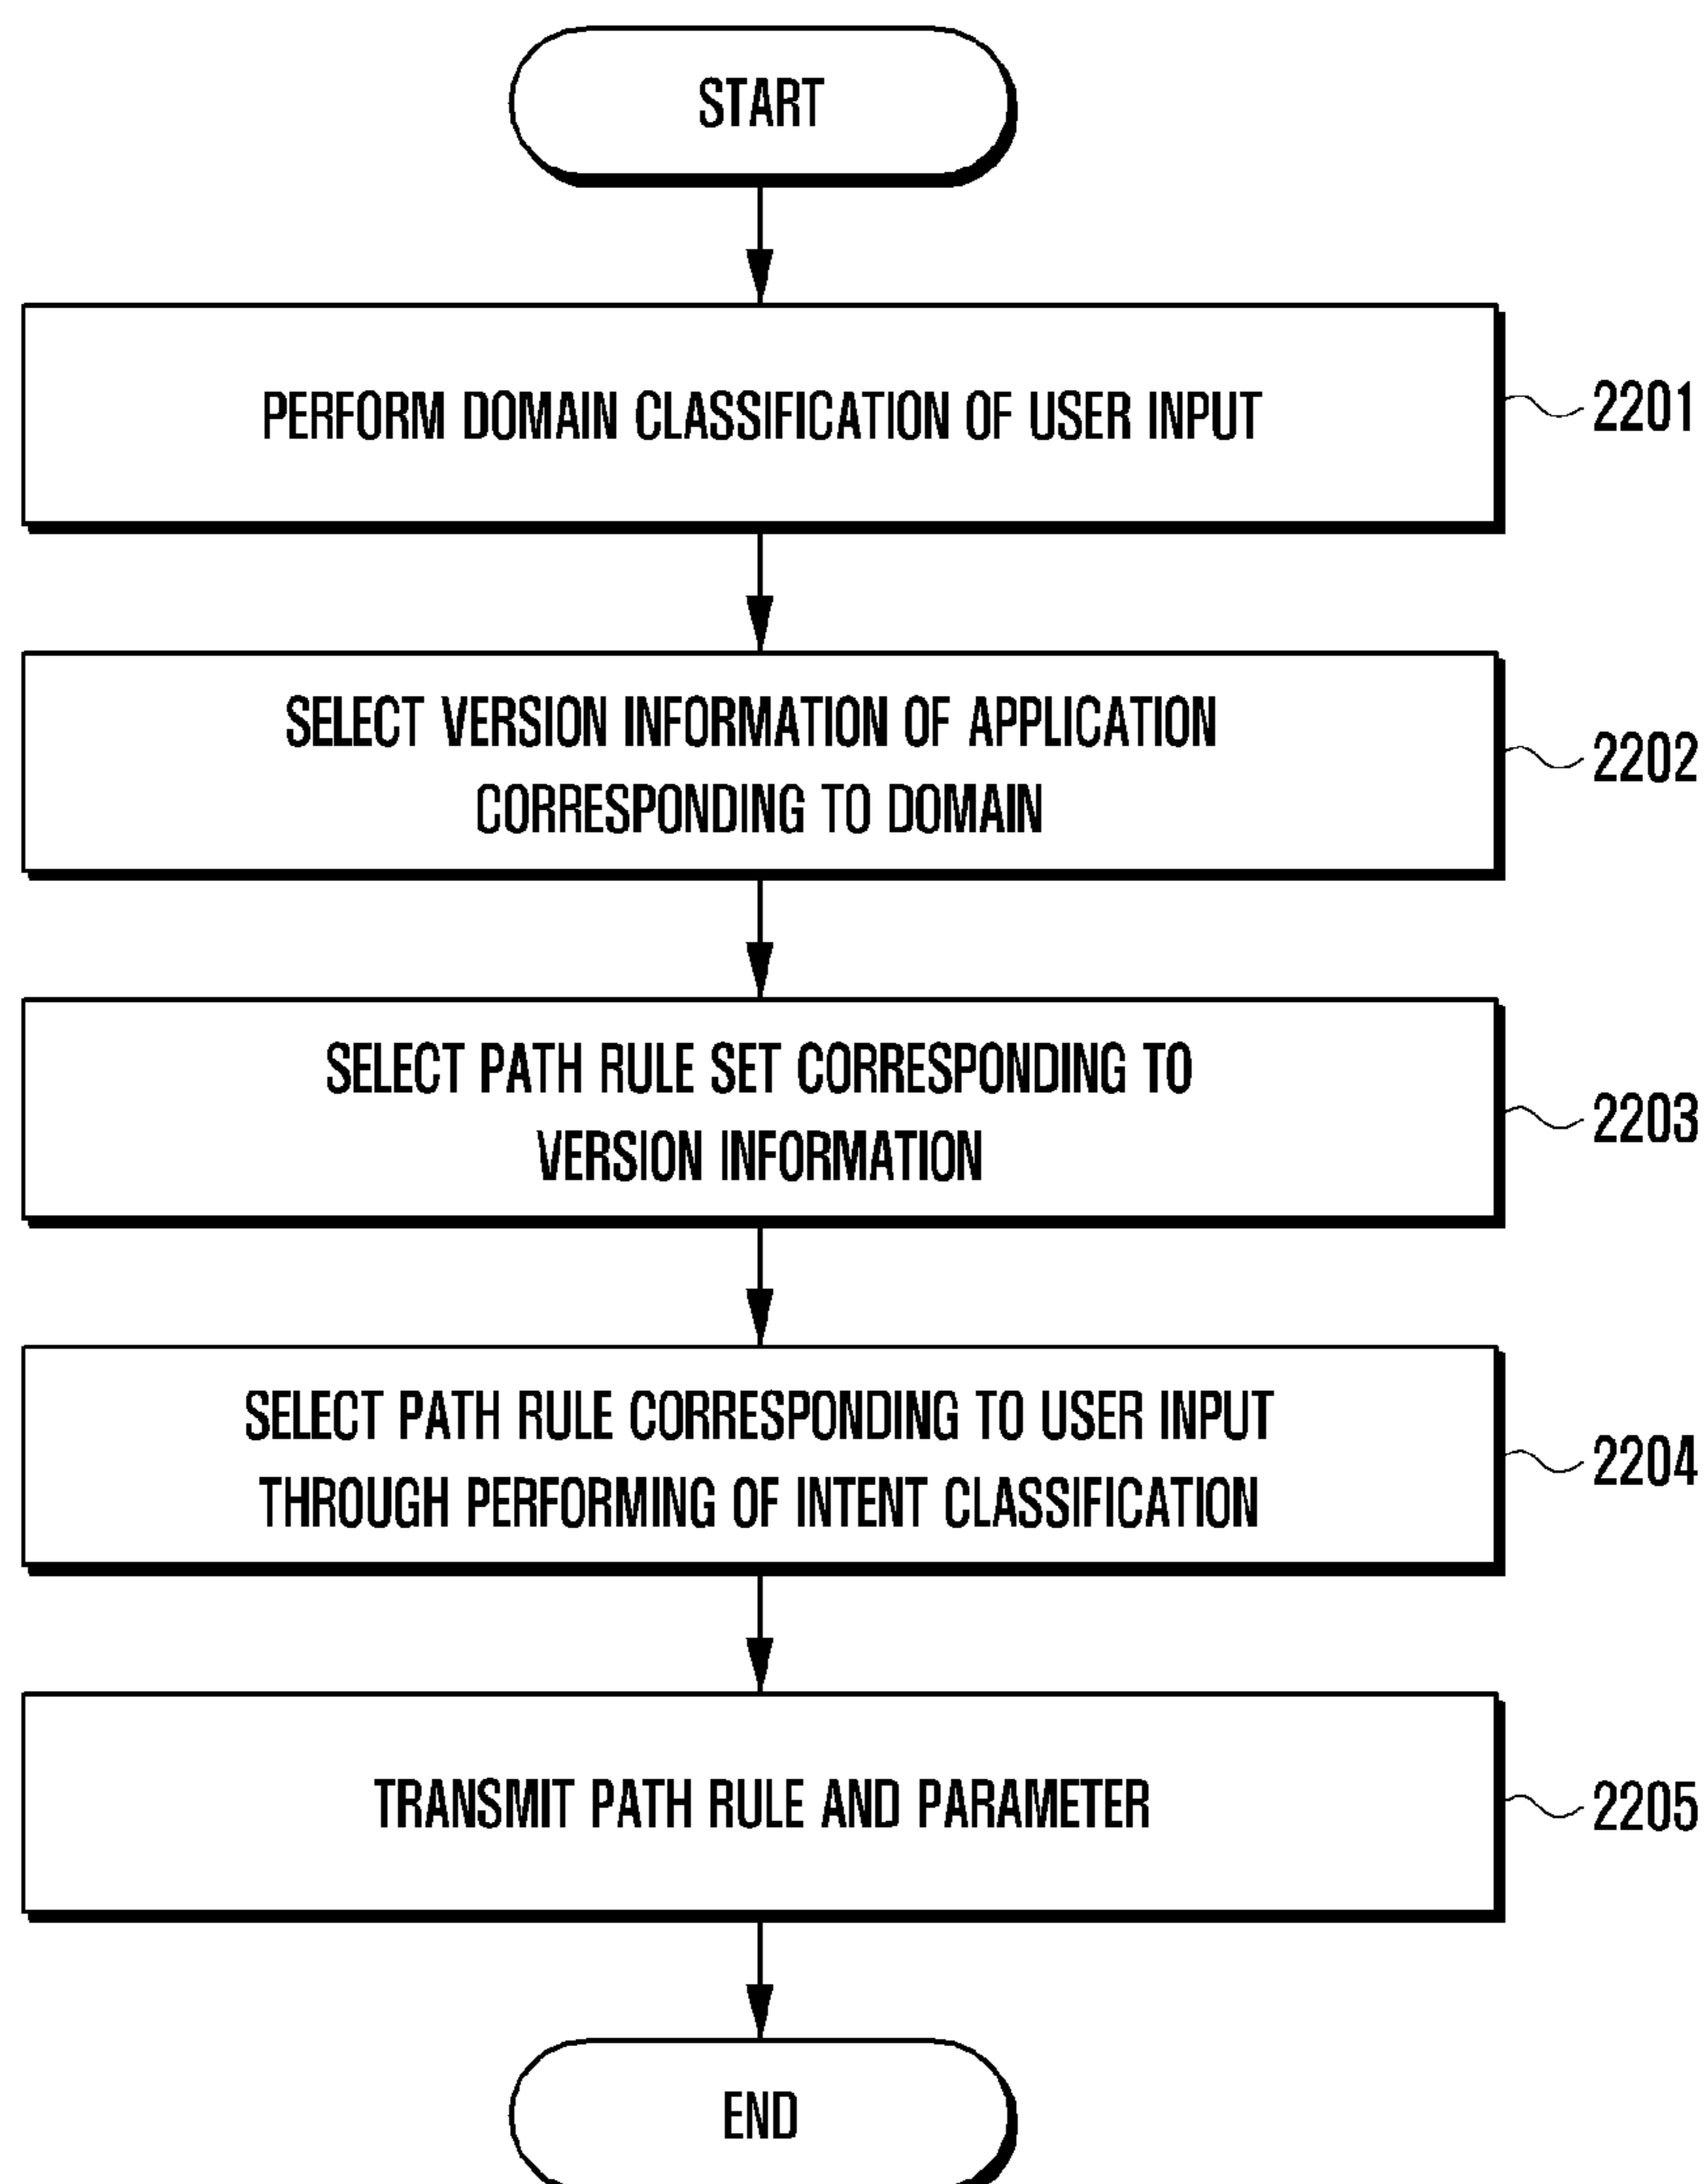 START
PERFORM DOMAIN CLASSIFICATION OF USER INPUT
2201
SELECT VERSION INFORMATION OF APPLICATION
CORRESPONDING TO DOMAIN
2202
SELECT PATH RULE SET CORRESPONDING TO
VERSION INFORMATION
2203
SELECT PATH RULE CORRESPONDING TO USER INPUT
THROUGH PERFORMING OF INTENT CLASSIFICATION
2204
TRANSMIT PATH RULE AND PARAMETER
2205
END